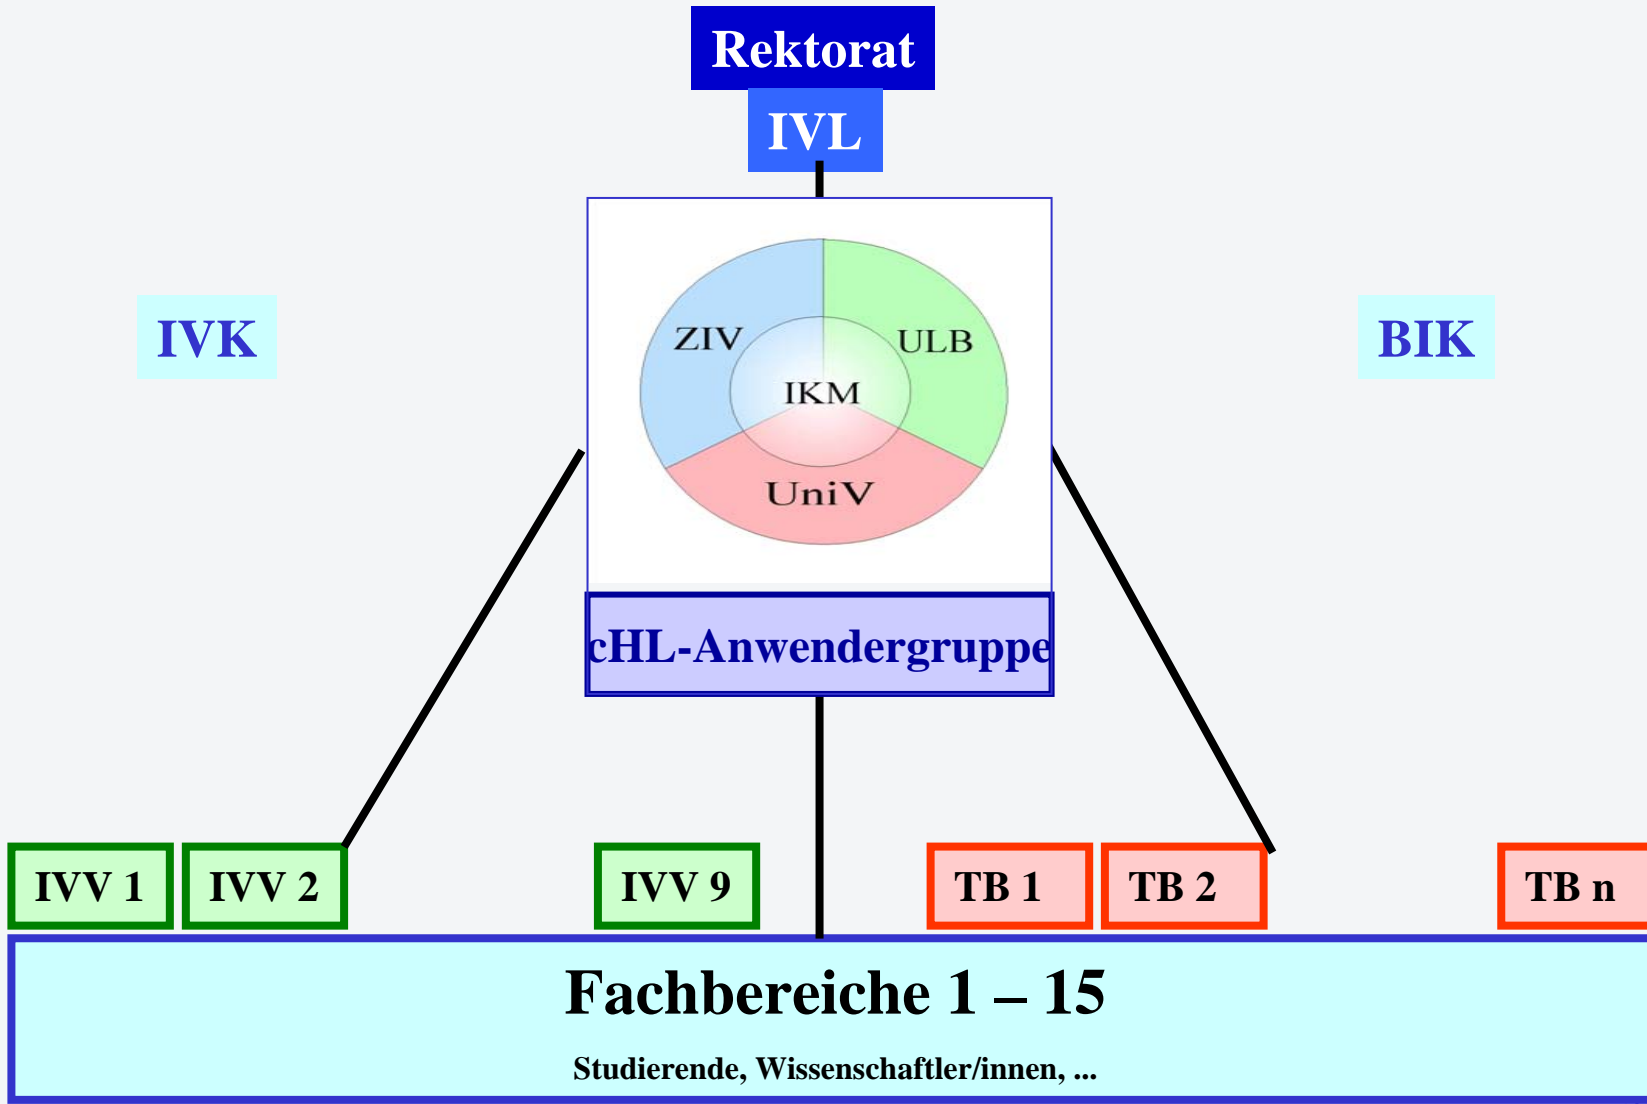 Rektorat
IVL
IVK
BIK
ZIV
ULB
IKM
UniV
cHL-Anwendergruppe
IVV 1
IVV 2
IVV 9
TB 1
TB 2
TB n
Fachbereiche 1 – 15
Studierende, Wissenschaftler/innen, ...